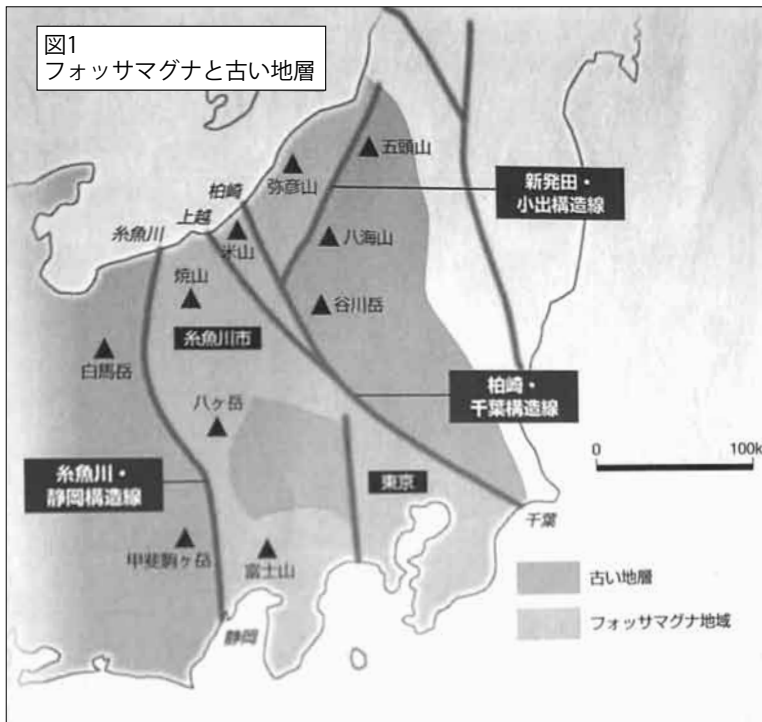 図1
フォッサマグナと古い地層
五頭山
弥彦山
新発田・
小出構造線
柏崎
上越
糸魚川
米山
八海山
焼山
谷川岳
糸魚川市
白馬岳
柏崎・
千葉構造線
八ヶ岳
0 100k
糸魚川・
静岡構造線
東京
千葉
甲斐駒ヶ岳
富士山
古い地層
フォッサマグナ地域
静岡